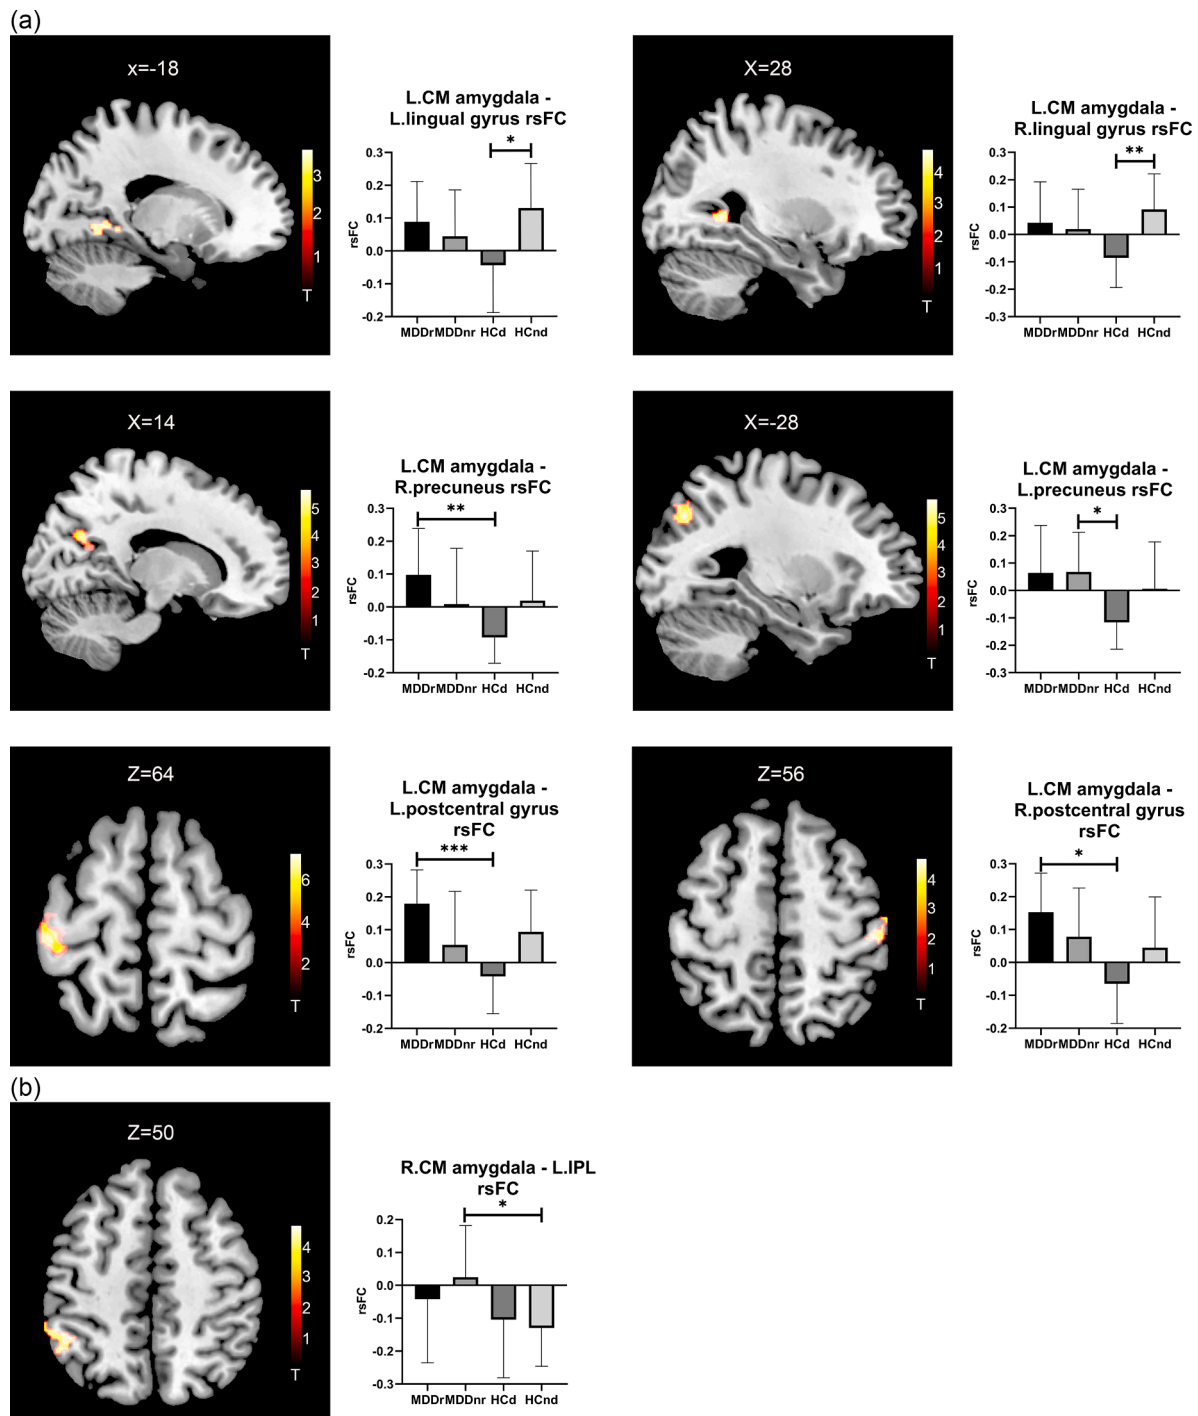 (a)
x=-18
3
2
1
T
L.CM amygdala -
L.lingual gyrus rsFC
*
0.3
0.2
0.1
0.0
-0.1
-0.2
rsFC
MDDr MDDnr HCd HCnd
X=28
4
3
2
1
T
L.CM amygdala -
R.lingual gyrus rsFC
**
0.3
0.2
0.1
0.0
-0.1
-0.2
-0.3
rsFC
MDDr MDDnr HCd HCnd
X=14
5
4
3
2
1
T
L.CM amygdala -
R.precuneus rsFC
**
0.3
0.2
0.1
0.0
-0.1
-0.2
rsFC
MDDr MDDnr HCd HCnd
X=-28
5
4
3
2
1
T
L.CM amygdala -
L.precuneus rsFC
*
0.3
0.2
0.1
0.0
-0.1
-0.2
-0.3
rsFC
MDDr MDDnr HCd HCnd
Z=64
6
4
2
T
L.CM amygdala -
L.postcentral gyrus
rsFC
***
0.3
0.2
0.1
0.0
-0.1
-0.2
rsFC
MDDr MDDnr HCd HCnd
Z=56
4
3
2
1
T
L.CM amygdala -
R.postcentral gyrus
rsFC
*
0.3
0.2
0.1
0.0
-0.1
-0.2
rsFC
MDDr MDDnr HCd HCnd
(b)
Z=50
4
3
2
1
T
R.CM amygdala - L.IPL
rsFC
*
0.2
0.1
0.0
-0.1
-0.2
-0.3
rsFC
MDDr MDDnr HCd HCnd